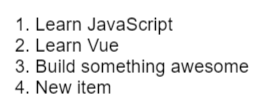 1. Learn JavaScript
2. Learn Vue
3. Build something awesome
4. New item